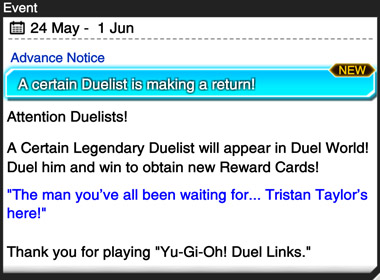 Event
24 May - 1 Jun
Advance Notice
NEW
A certain Duelist is making a return!
Attention Duelists!
A Certain Legendary Duelist will appear in Duel World!
Duel him and win to obtain new Reward Cards!
"The man you've all been waiting for... Tristan Taylor's
here!"
Thank you for playing "Yu-Gi-Oh! Duel Links."